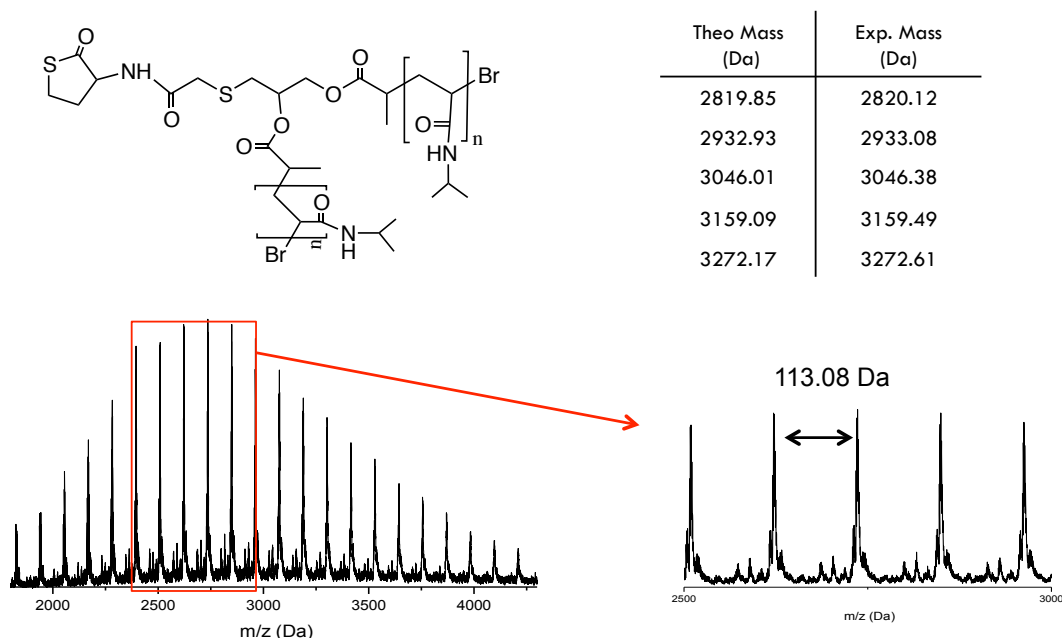 O
S
NH
O
S
O
O
O
O
Br
n
O
NH
O
N
H
Br
n
Theo Mass
(Da)
Exp. Mass
(Da)
2819.85 2820.12
2932.93 2933.08
3046.01 3046.38
3159.09 3159.49
3272.17 3272.61
113.08 Da
2000 2500 3000 3500 4000
m/z (Da)
2500 3000
m/z (Da)